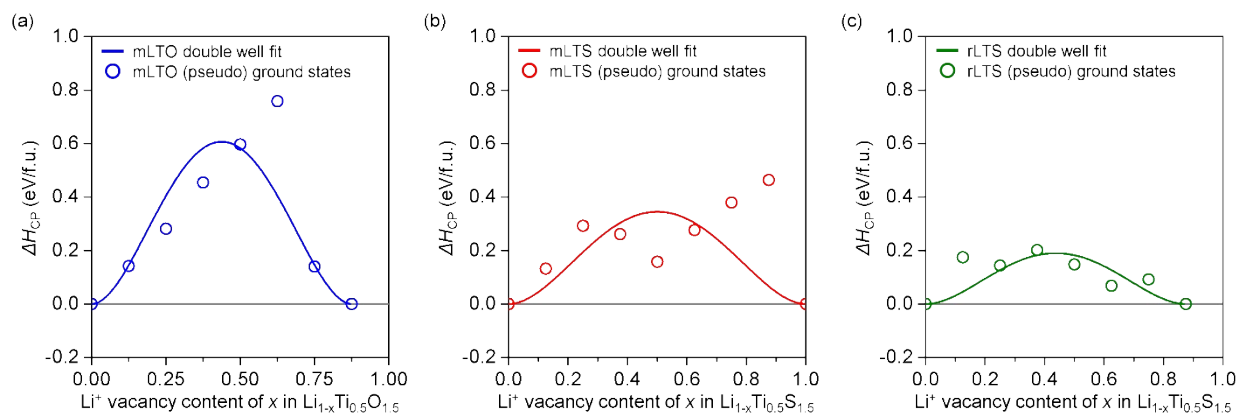 (a)
1.0
0.8
0.6
0.4
0.2
0.0
-0.2
ΔH_CP (eV/f.u.)
mLTO double well fit
mLTO (pseudo) ground states
0.00 0.25 0.50 0.75 1.00
Li⁺ vacancy content of x in Li₁₋ₓTi₀.₅O₁.₅
(b)
1.0
0.8
0.6
0.4
0.2
0.0
-0.2
ΔH_CP (eV/f.u.)
mLTS double well fit
mLTS (pseudo) ground states
0.0 0.2 0.4 0.6 0.8 1.0
Li⁺ vacancy content of x in Li₁₋ₓTi₀.₅S₁.₅
(c)
1.0
0.8
0.6
0.4
0.2
0.0
-0.2
ΔH_CP (eV/f.u.)
rLTS double well fit
rLTS (pseudo) ground states
0.0 0.2 0.4 0.6 0.8 1.0
Li⁺ vacancy content of x in Li₁₋ₓTi₀.₅S₁.₅